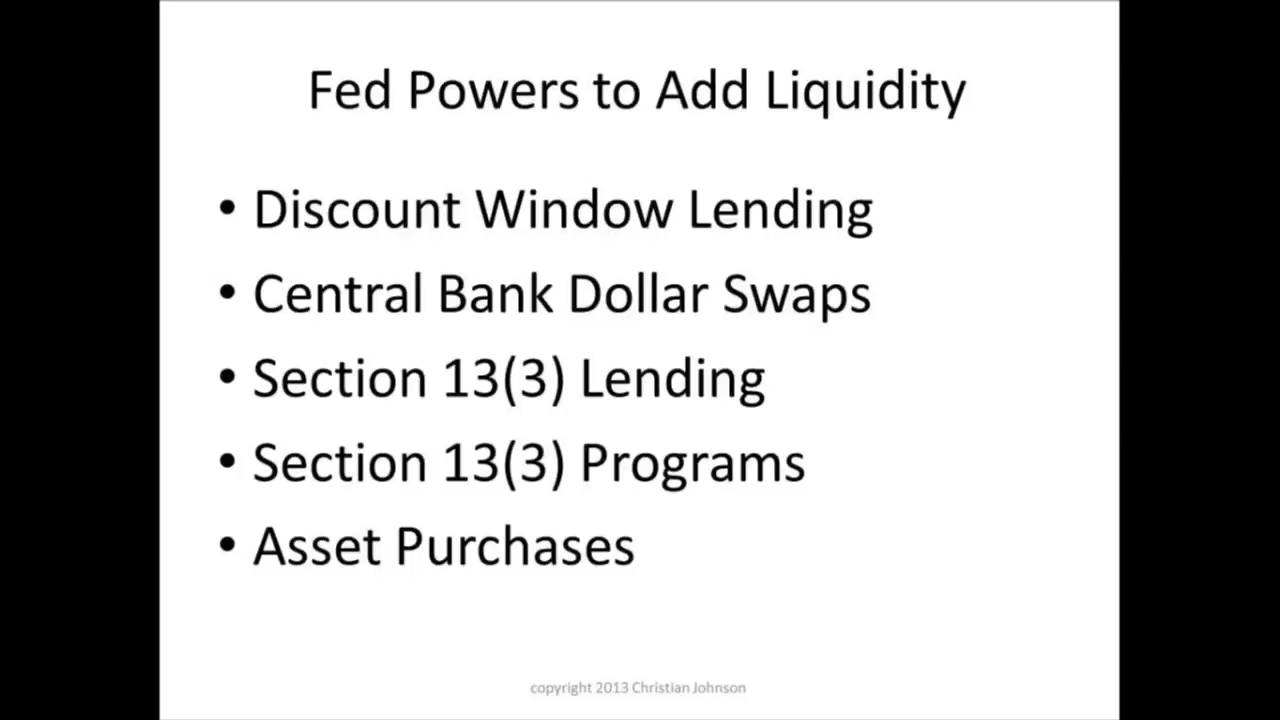 Fed Powers to Add Liquidity
• Discount Window Lending
• Central Bank Dollar Swaps
• Section 13(3) Lending
• Section 13(3) Programs
• Asset Purchases
copyright 2013 Christian Johnson